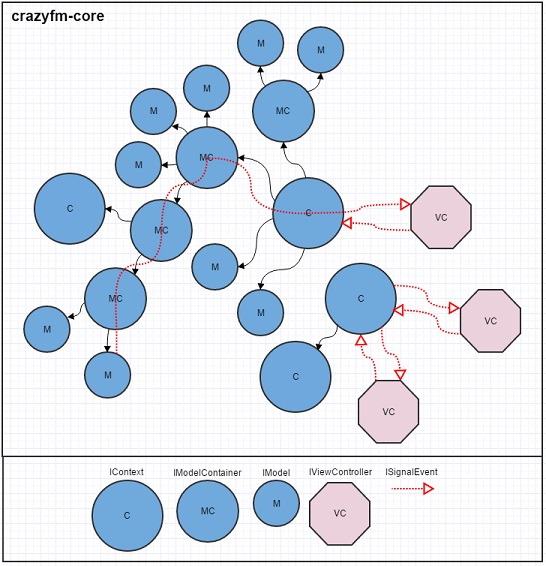 crazyfm-core
M
M
M
M
MC
MC
M
C
C
MC
VC
M
MC
C
M
M
VC
M
C
VC
IContext
IModelContainer
IModel
IViewController
ISignalEvent
C
MC
M
VC